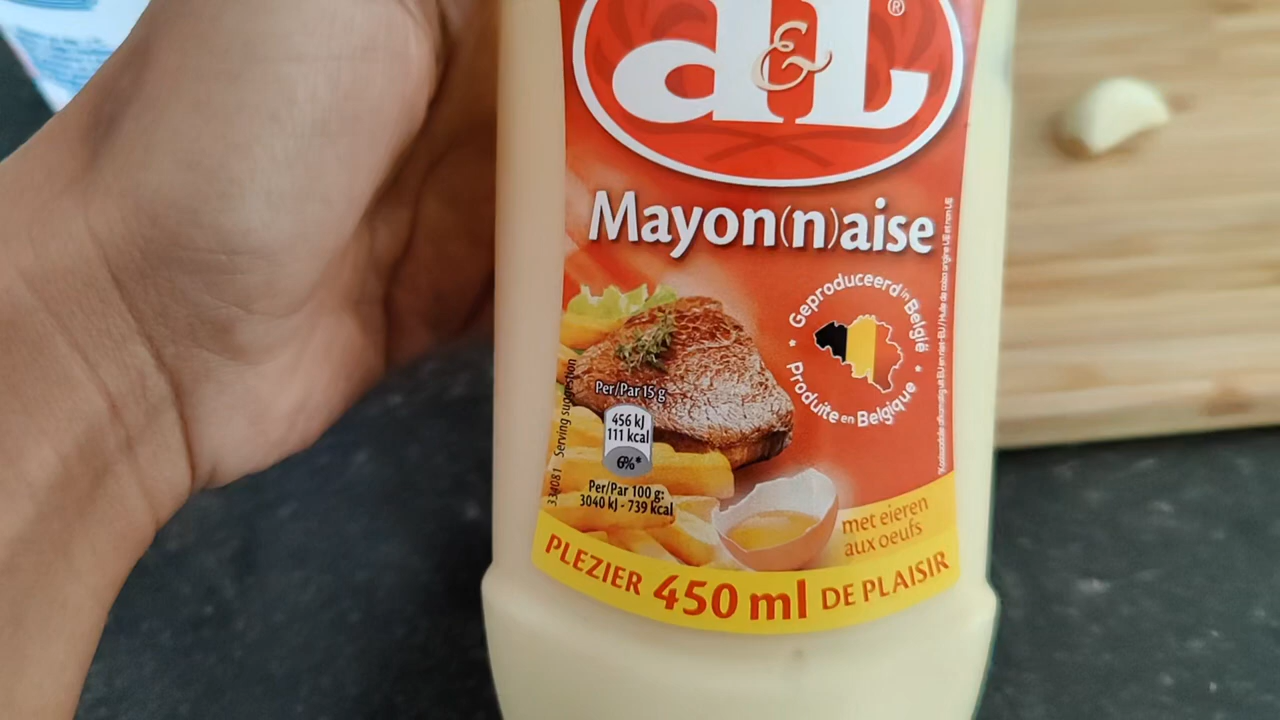 d&L®
Mayon(n)aise
Geproduceerd in België
Produite en Belgique
Per/Par 15 g
456 kJ
111 kcal
6%*
Per/Par 100 g:
3040 kJ - 739 kcal
Serving suggestion
334081
met eieren
aux oeufs
PLEZIER 450 ml DE PLAISIR